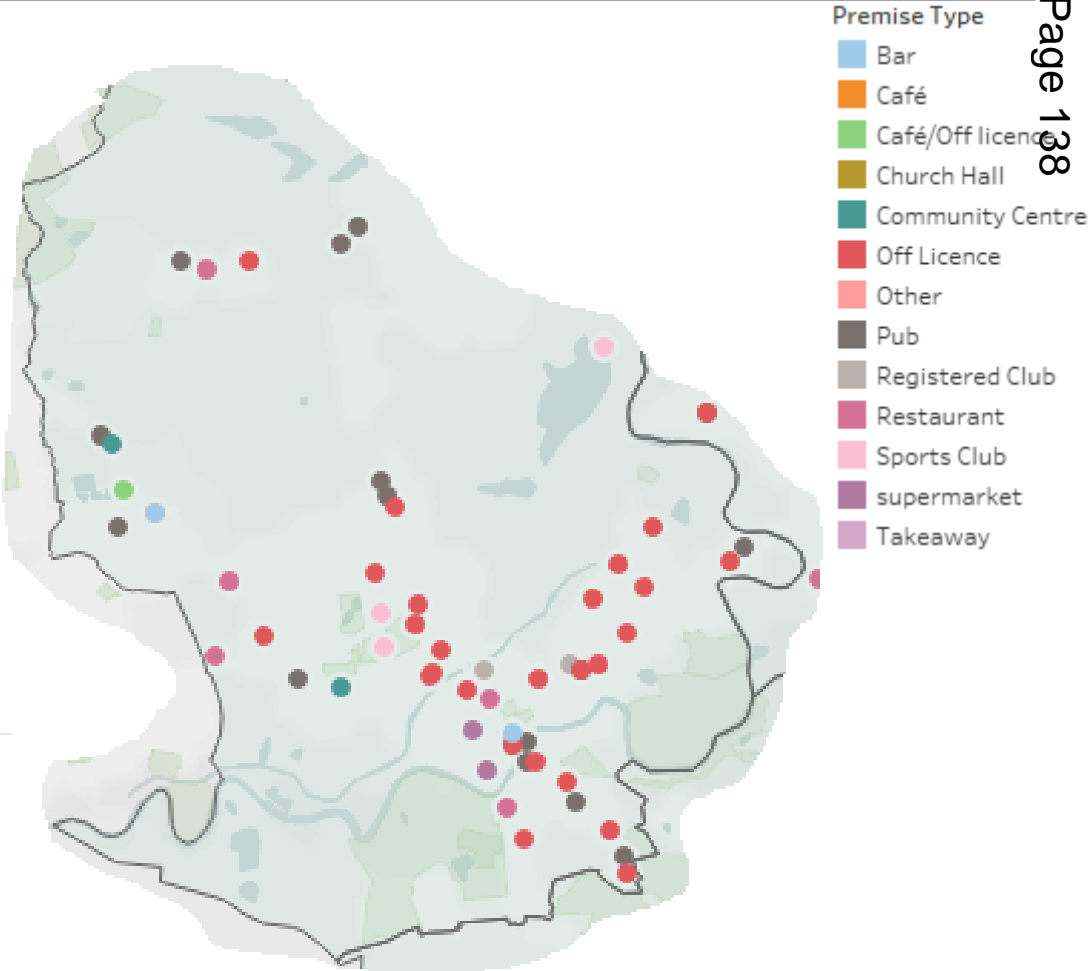 Premise Type
Bar
Café
Café/Off licence
Church Hall
Community Centre
Off Licence
Other
Pub
Registered Club
Restaurant
Sports Club
supermarket
Takeaway
Page 138